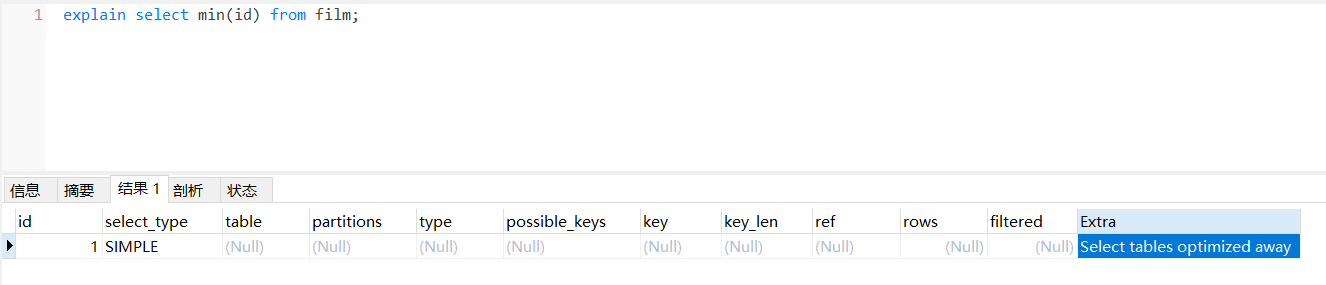 1 explain select min(id) from film;
信息 摘要 结果 1 剖析 状态
id select_type table partitions type possible_keys key key_len ref rows filtered Extra
1 SIMPLE (Null) (Null) (Null) (Null) (Null) (Null) (Null) (Null) (Null) Select tables optimized away